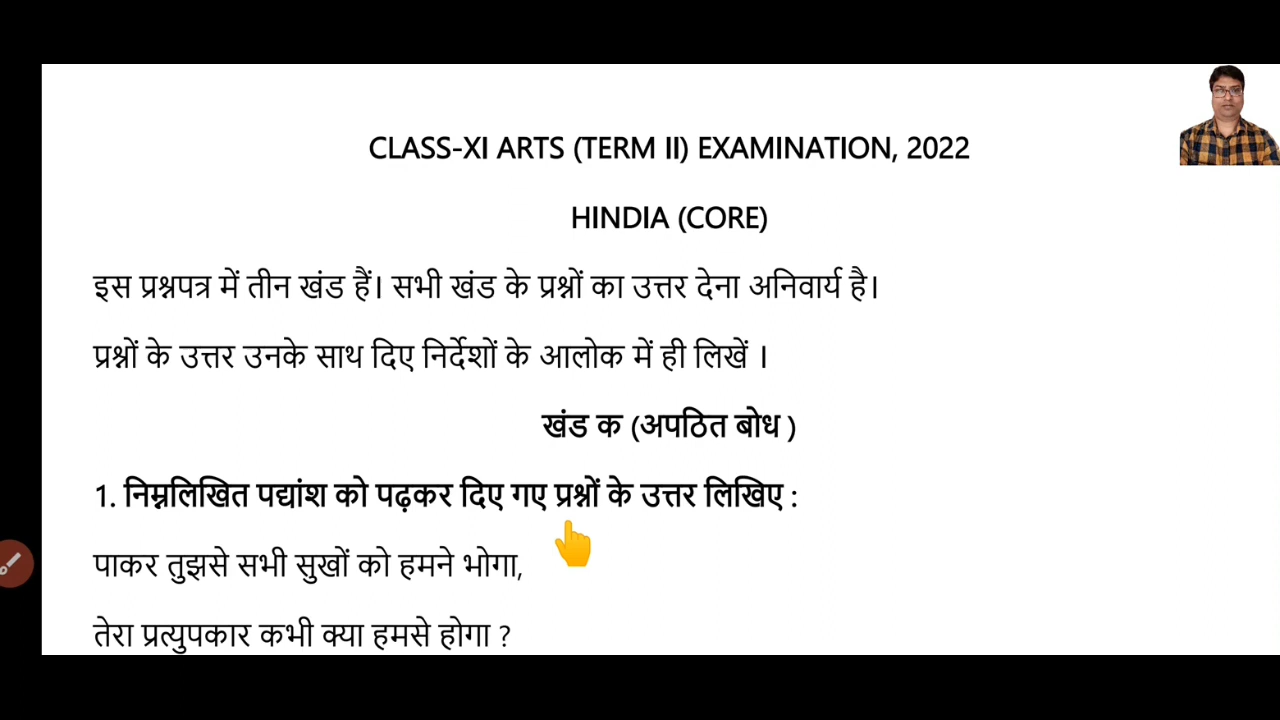 CLASS-XI ARTS (TERM II) EXAMINATION, 2022
HINDIA (CORE)
इस प्रश्नपत्र में तीन खंड हैं। सभी खंड के प्रश्नों का उत्तर देना अनिवार्य है।
प्रश्नों के उत्तर उनके साथ दिए निर्देशों के आलोक में ही लिखें ।
खंड क (अपठित बोध )
1. निम्नलिखित पद्यांश को पढ़कर दिए गए प्रश्नों के उत्तर लिखिए :
पाकर तुझसे सभी सुखों को हमने भोगा,
तेरा प्रत्युपकार कभी क्या हमसे होगा ?